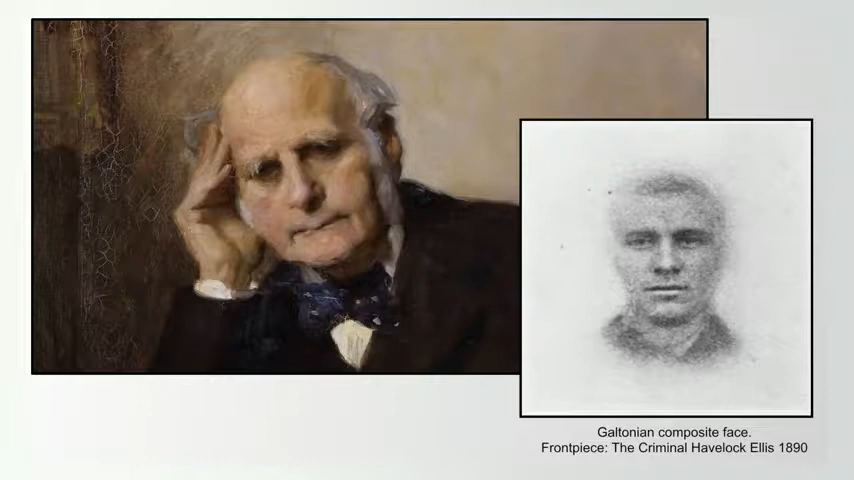 Galtonian composite face.
Frontpiece: The Criminal Havelock Ellis 1890